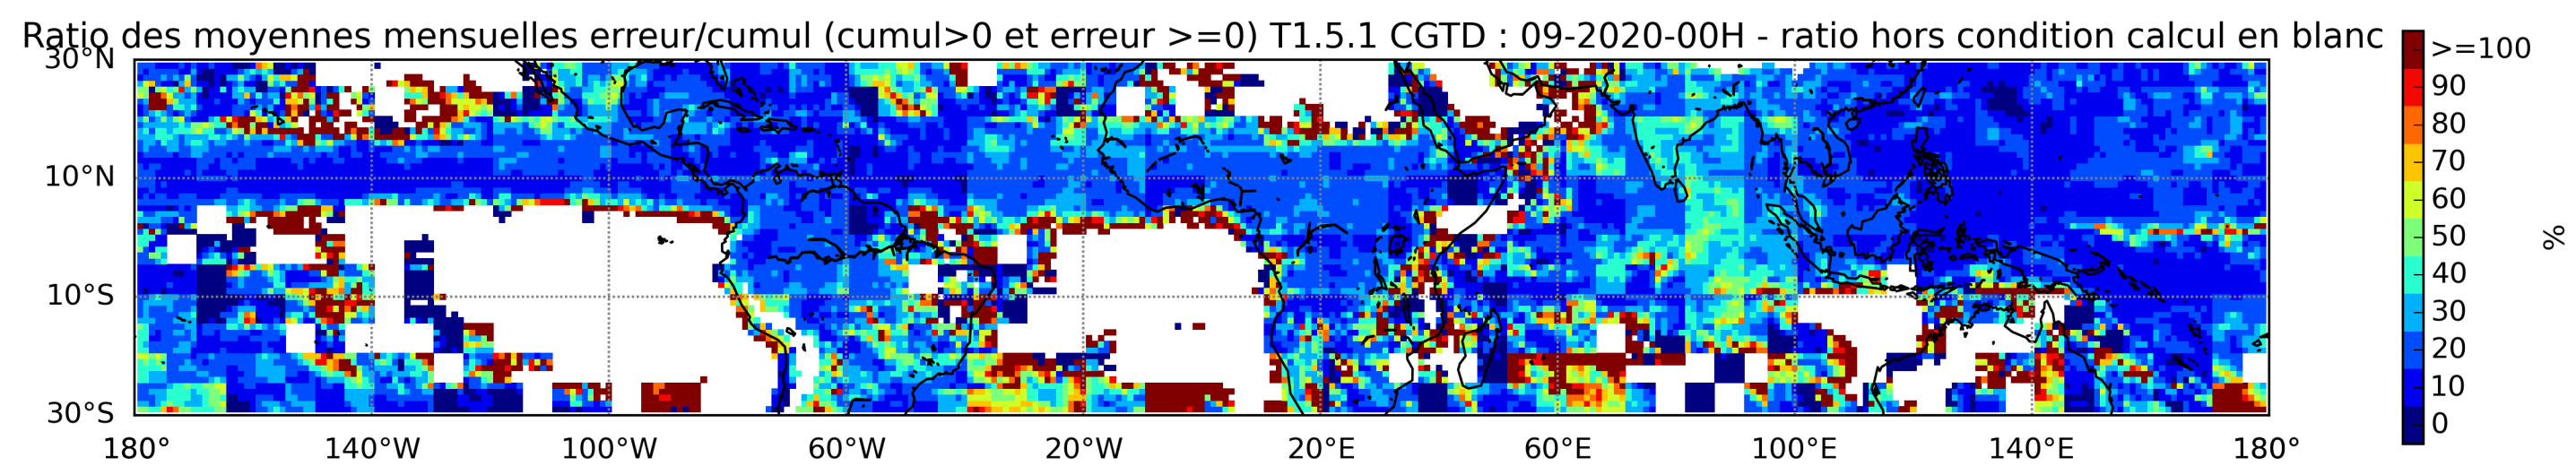 Ratio des moyennes mensuelles erreur/cumul (cumul>0 et erreur >=0) T1.5.1 CGTD : 09-2020-00H - ratio hors condition calcul en blanc
30°N
10°N
10°S
30°S
180° 140°W 100°W 60°W 20°W 20°E 60°E 100°E 140°E 180°
>=100
90
80
70
60
50
40
30
20
10
0
%